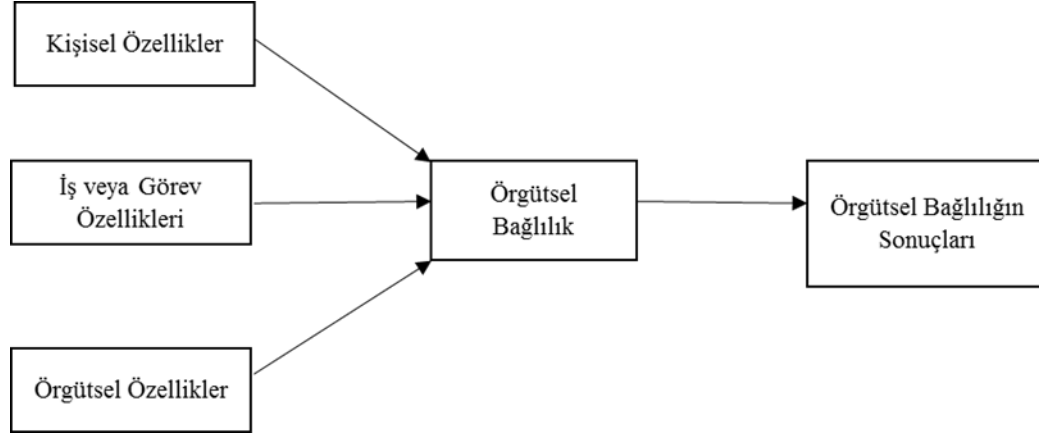 Kişisel Özellikler
İş veya Görev
Özellikleri
Örgütsel Özellikler
Örgütsel
Bağlılık
Örgütsel Bağlılığın
Sonuçları